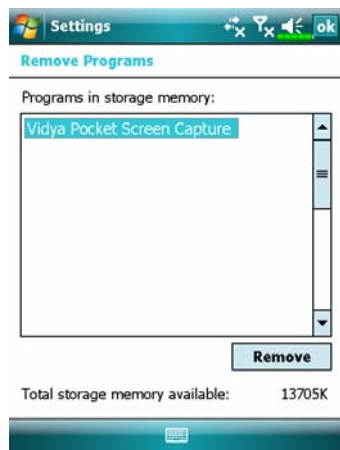 Settings
ok
Remove Programs
Programs in storage memory:
Vidya Pocket Screen Capture
Remove
Total storage memory available: 13705K